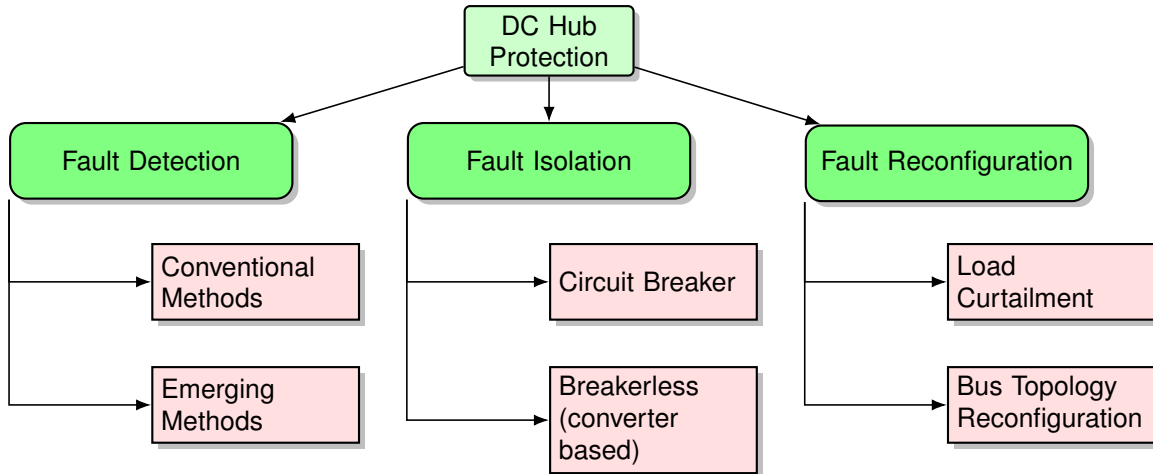 DC Hub
Protection
Fault Detection
Fault Isolation
Fault Reconfiguration
Conventional
Methods
Circuit Breaker
Load
Curtailment
Emerging
Methods
Breakerless
(converter
based)
Bus Topology
Reconfiguration